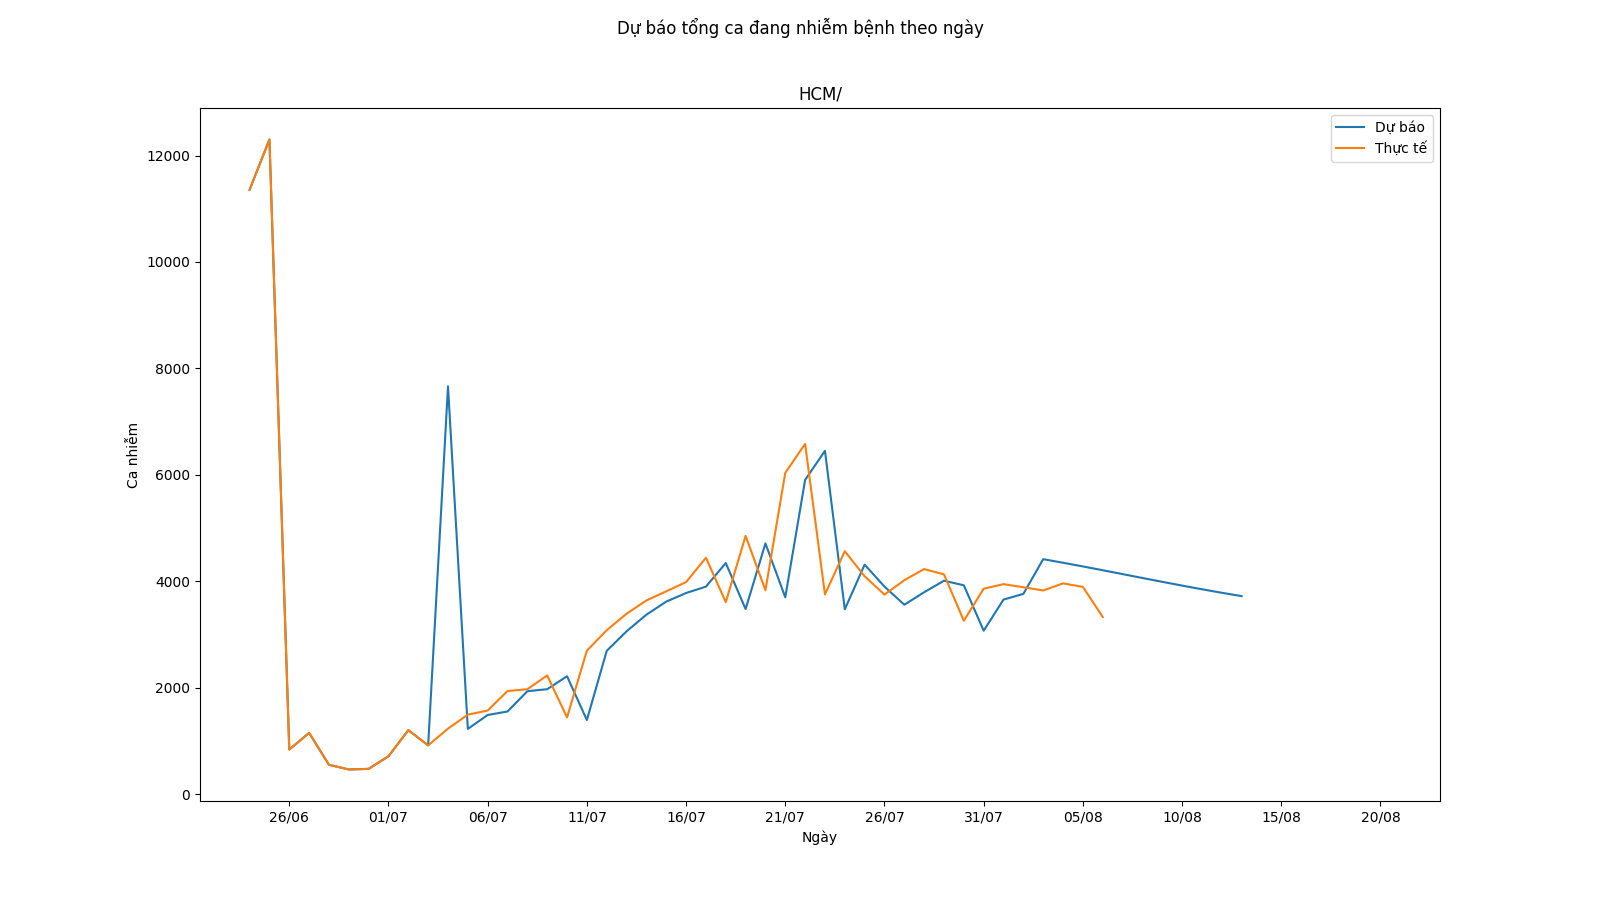 Dự báo tổng ca đang nhiễm bệnh theo ngày
HCM/
Dự báo
Thực tế
12000
10000
8000
6000
4000
2000
0
Ca nhiễm
26/06 01/07 06/07 11/07 16/07 21/07 26/07 31/07 05/08 10/08 15/08 20/08
Ngày